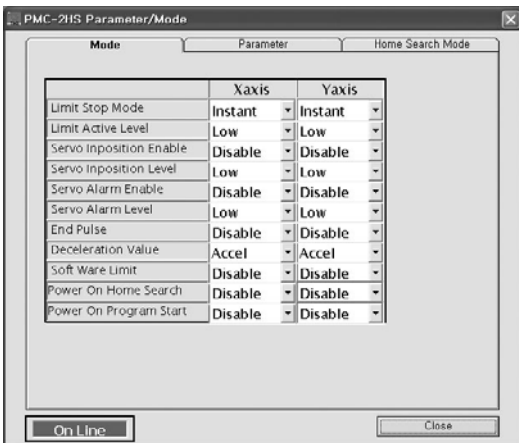 PMC-2HS Parameter/Mode
Mode Parameter Home Search Mode
Xaxis Yaxis
Limit Stop Mode Instant Instant
Limit Active Level Low Low
Servo Inposition Enable Disable Disable
Servo Inposition Level Low Low
Servo Alarm Enable Disable Disable
Servo Alarm Level Low Low
End Pulse Disable Disable
Deceleration Value Accel Accel
Soft Ware Limit Disable Disable
Power On Home Search Disable Disable
Power On Program Start Disable Disable
On Line Close